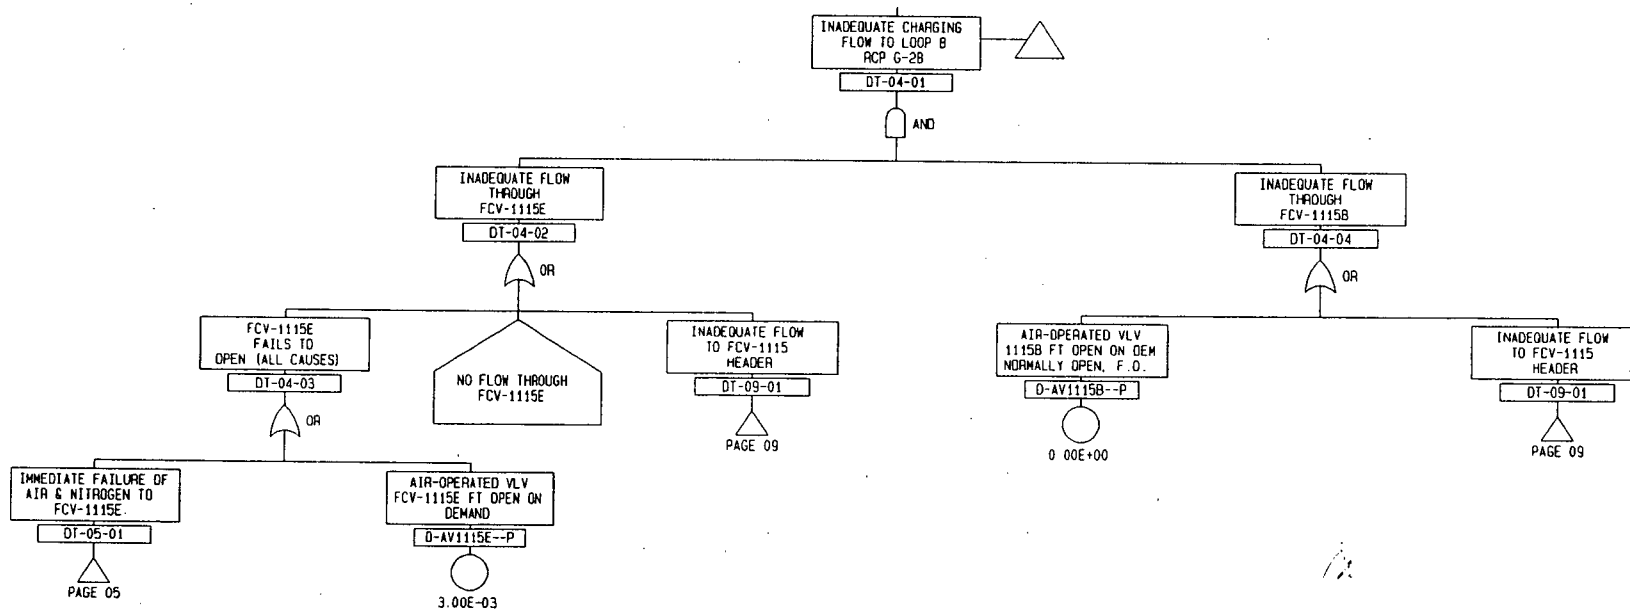 INADEQUATE CHARGING
FLOW TO LOOP B
RCP G-2B
DT-04-01
AND
INADEQUATE FLOW
THROUGH
FCV-1115E
DT-04-02
OR
INADEQUATE FLOW
THROUGH
FCV-1115B
DT-04-04
OR
FCV-1115E
FAILS TO
OPEN (ALL CAUSES)
DT-04-03
OR
NO FLOW THROUGH
FCV-1115E
INADEQUATE FLOW
TO FCV-1115
HEADER
DT-09-01
PAGE 09
AIR-OPERATED VLV
1115B FT OPEN ON DEM
NORMALLY OPEN, F.O.
D-AV1115B--P
0 00E+00
INADEQUATE FLOW
TO FCV-1115
HEADER
DT-09-01
PAGE 09
IMMEDIATE FAILURE OF
AIR & NITROGEN TO
FCV-1115E.
DT-05-01
PAGE 05
AIR-OPERATED VLV
FCV-1115E FT OPEN ON
DEMAND
D-AV1115E--P
3.00E-03